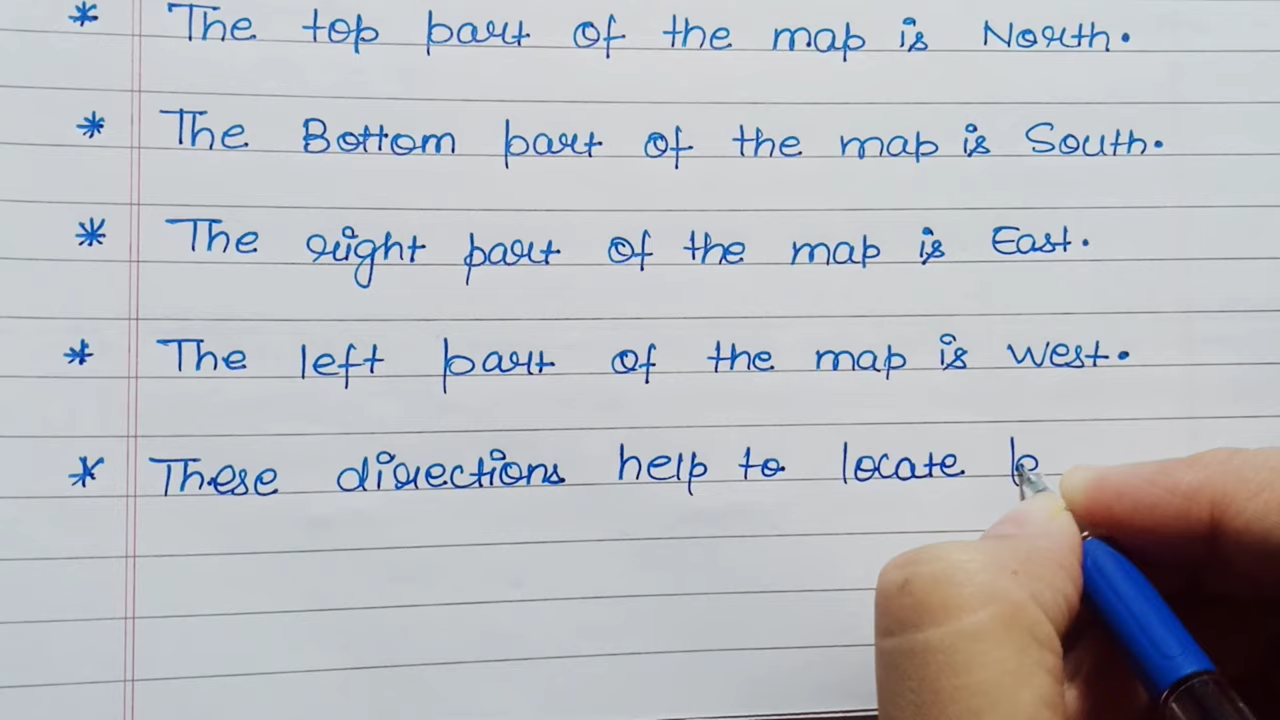 * The top part of the map is North.
* The Bottom part of the map is South.
* The right part of the map is East.
* The left part of the map is west.
* These directions help to locate